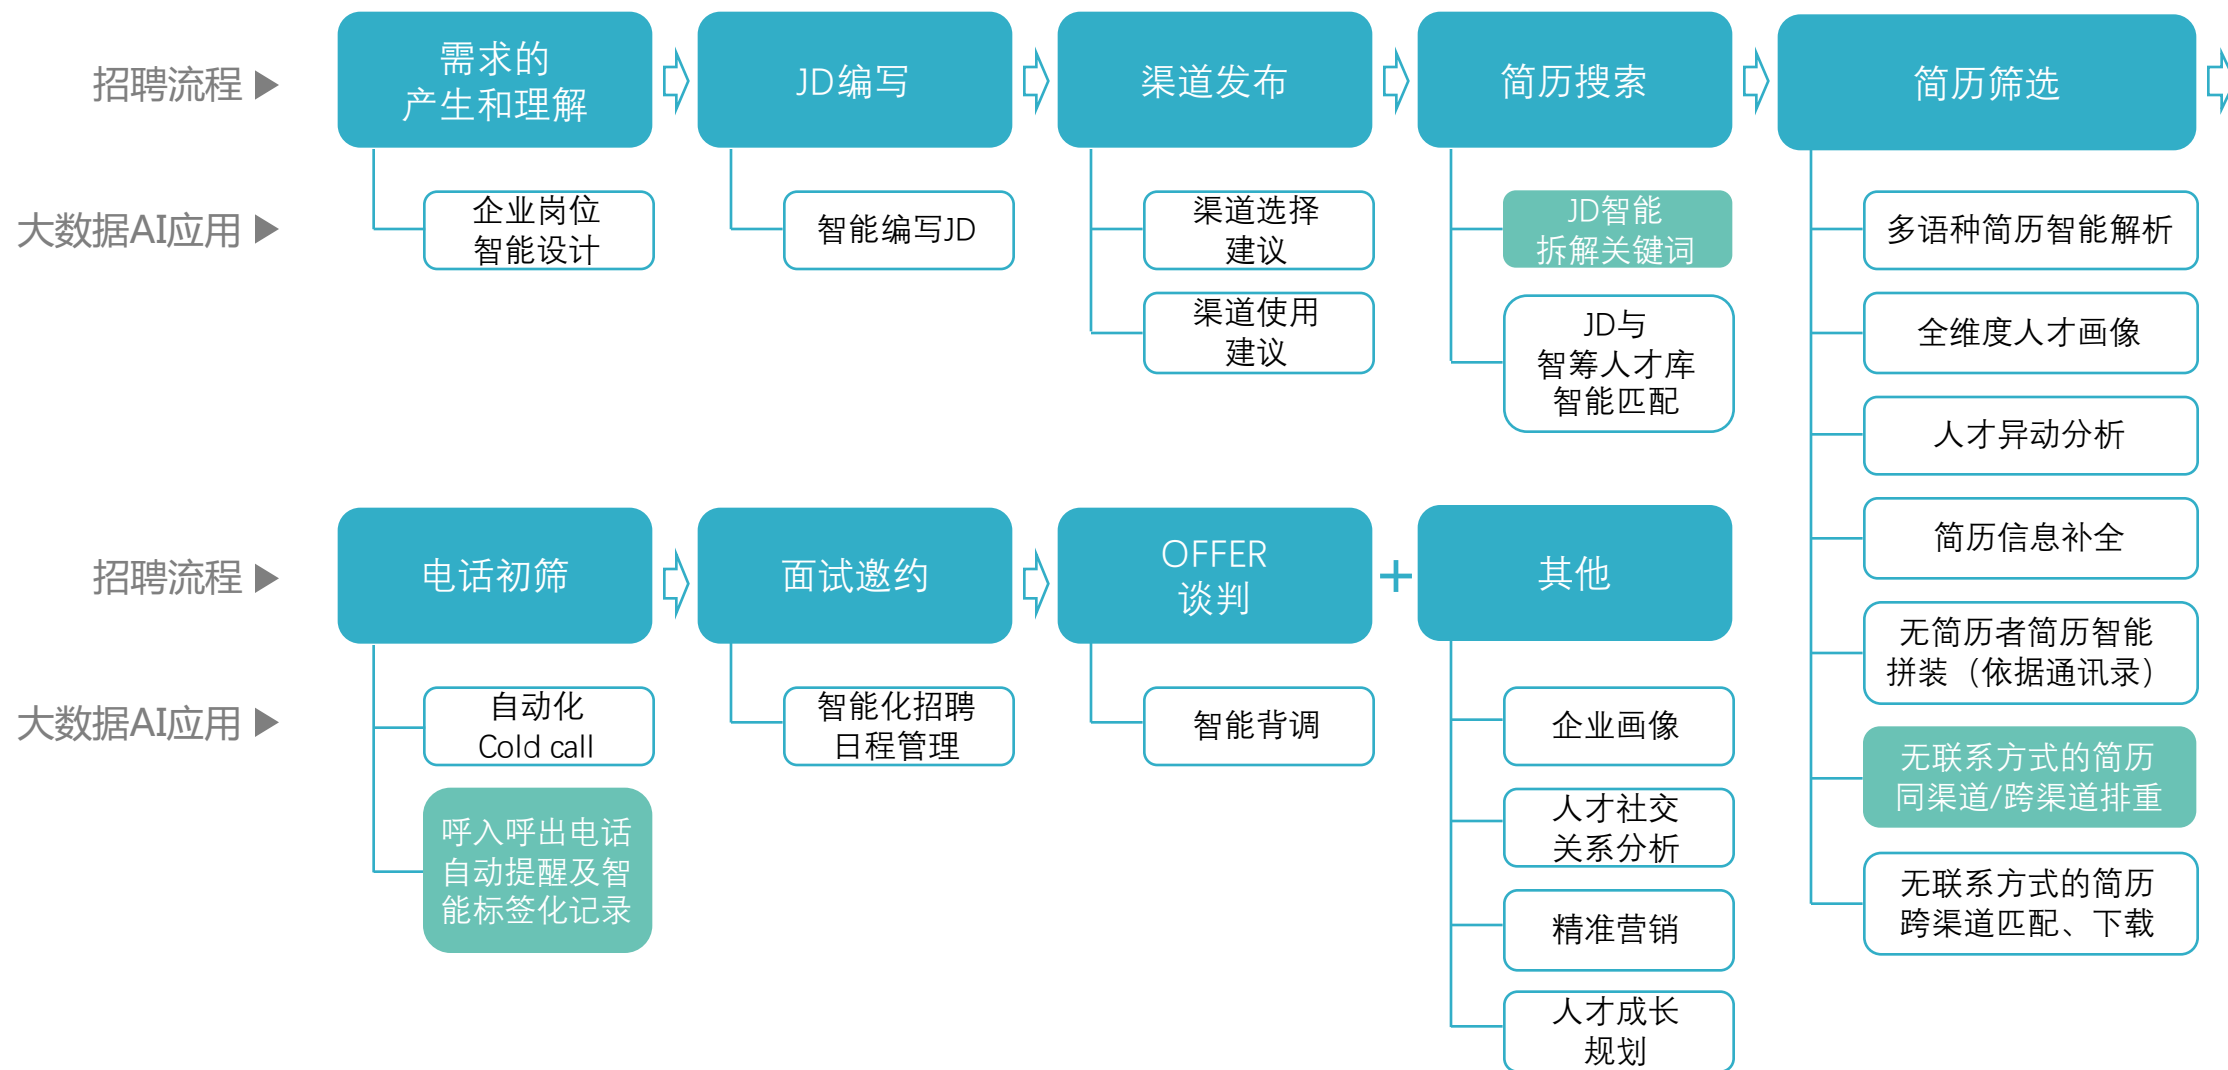 招聘流程
需求的
产生和理解
JD编写
渠道发布
简历搜索
简历筛选
大数据AI应用
企业岗位
智能设计
智能编写JD
渠道选择
建议
渠道使用
建议
JD智能
拆解关键词
JD与
智筹人才库
智能匹配
多语种简历智能解析
全维度人才画像
人才异动分析
简历信息补全
无简历者简历智能
拼装（依据通讯录）
无联系方式的简历
同渠道/跨渠道排重
无联系方式的简历
跨渠道匹配、下载
招聘流程
电话初筛
面试邀约
OFFER
谈判
+
其他
大数据AI应用
自动化
Cold call
呼入呼出电话
自动提醒及智
能标签化记录
智能化招聘
日程管理
智能背调
企业画像
人才社交
关系分析
精准营销
人才成长
规划